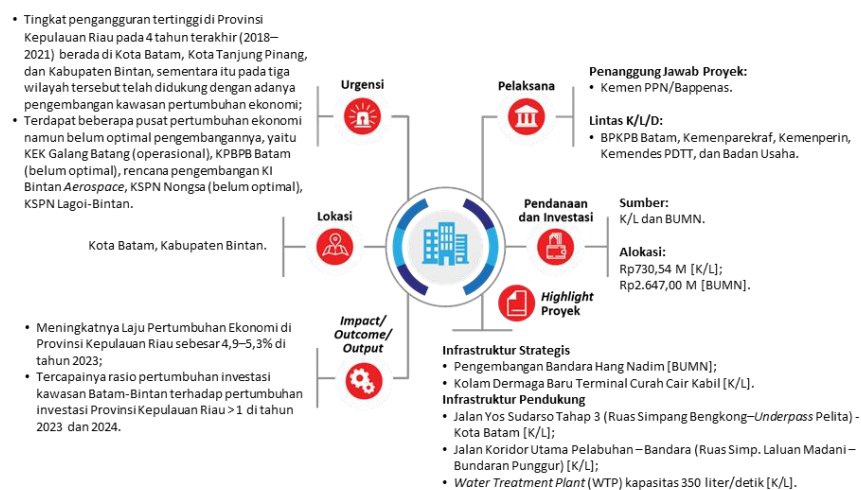 Urgensi
• Tingkat pengangguran tertinggi di Provinsi
Kepulauan Riau pada 4 tahun terakhir (2018–
2021) berada di Kota Batam, Kota Tanjung Pinang,
dan Kabupaten Bintan, sementara itu pada tiga
wilayah tersebut telah didukung dengan adanya
pengembangan kawasan pertumbuhan ekonomi;
• Terdapat beberapa pusat pertumbuhan ekonomi
namun belum optimal pengembangannya, yaitu
KEK Galang Batang (operasional), KPBPB Batam
(belum optimal), rencana pengembangan KI
Bintan Aerospace, KSPN Nongsa (belum optimal),
KSPN Lagoi-Bintan.
Lokasi
Kota Batam, Kabupaten Bintan.
Impact/
Outcome/
Output
• Meningkatnya Laju Pertumbuhan Ekonomi di
Provinsi Kepulauan Riau sebesar 4,9–5,3% di
tahun 2023;
• Tercapainya rasio pertumbuhan investasi
kawasan Batam-Bintan terhadap pertumbuhan
investasi Provinsi Kepulauan Riau > 1 di tahun
2023 dan 2024.
Pelaksana
Penanggung Jawab Proyek:
• Kemen PPN/Bappenas.
Lintas K/L/D:
• BPKPB Batam, Kemenparekraf, Kemenperin,
Kemendes PDTT, dan Badan Usaha.
Pendanaan
dan Investasi
Sumber:
K/L dan BUMN.
Alokasi:
Rp730,54 M [K/L];
Rp2.647,00 M [BUMN].
Highlight
Proyek
Infrastruktur Strategis
• Pengembangan Bandara Hang Nadim [BUMN];
• Kolam Dermaga Baru Terminal Curah Cair Kabil [K/L].
Infrastruktur Pendukung
• Jalan Yos Sudarso Tahap 3 (Ruas Simpang Bengkong–Underpass Pelita) -
Kota Batam [K/L];
• Jalan Koridor Utama Pelabuhan – Bandara (Ruas Simp. Laluan Madani –
Bundaran Punggur) [K/L];
• Water Treatment Plant (WTP) kapasitas 350 liter/detik [K/L].